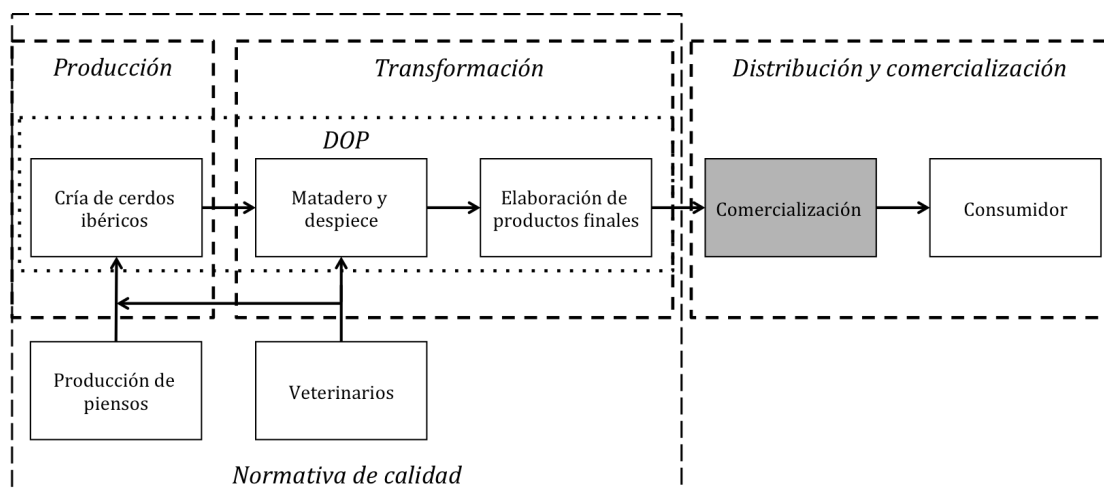 Producción
Transformación
Distribución y comercialización
DOP
Cría de cerdos
ibéricos
Matadero y
despiece
Elaboración de
productos finales
Comercialización
Consumidor
Producción de
piensos
Veterinarios
Normativa de calidad